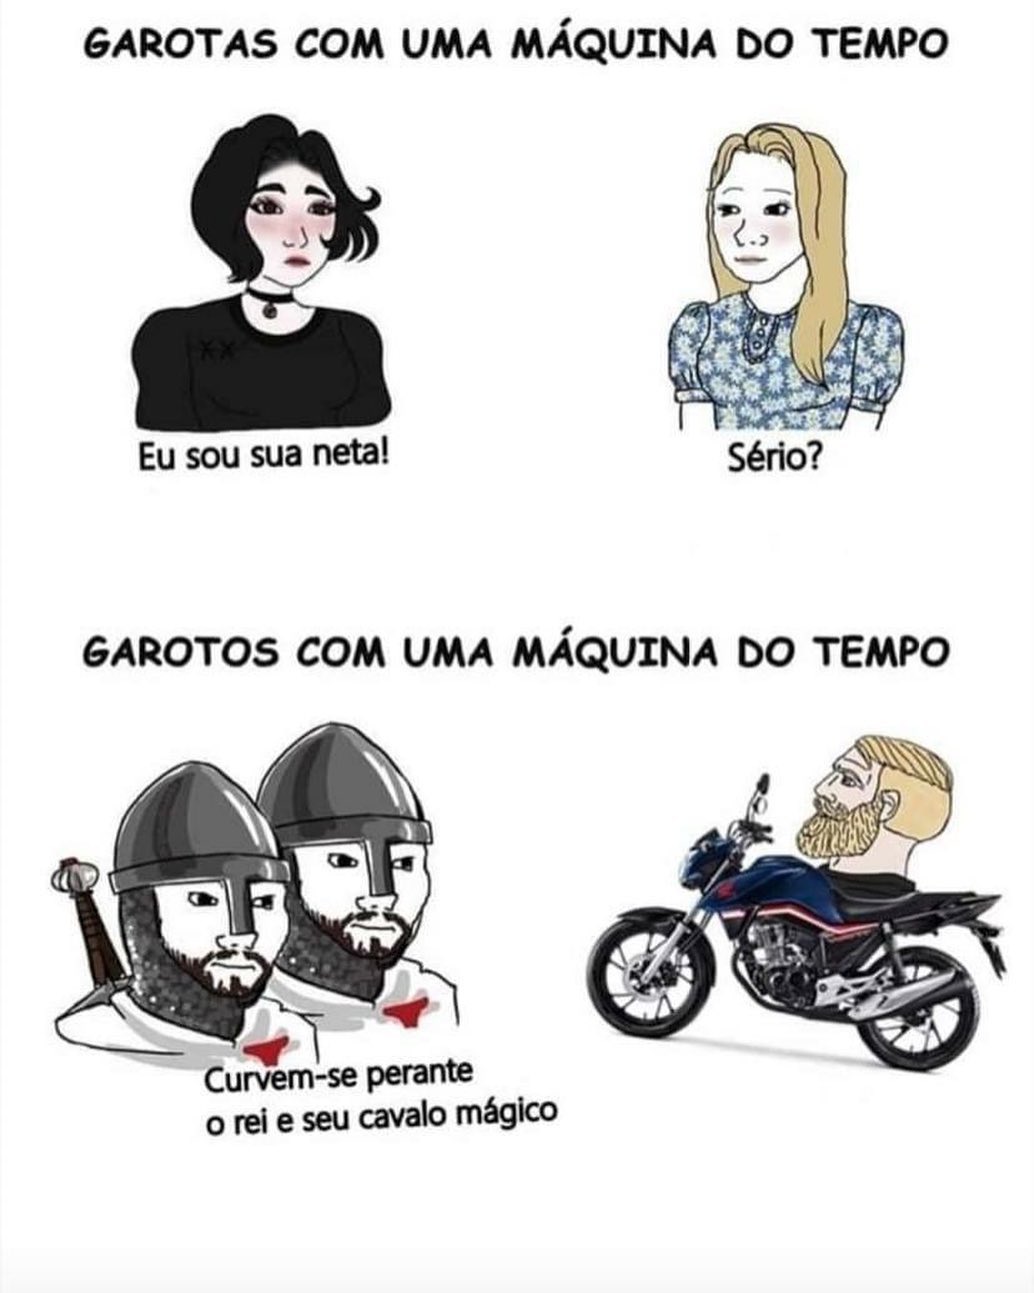 GAROTAS COM UMA MÁQUINA DO TEMPO
Eu sou sua neta!
Sério?
GAROTOS COM UMA MÁQUINA DO TEMPO
Curvem-se perante
o rei e seu cavalo mágico